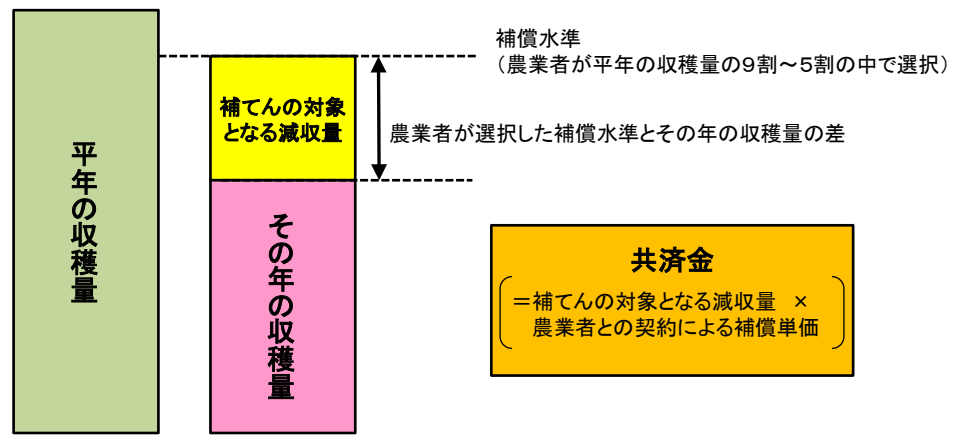 平年の収穫量
補てんの対象
となる減収量
その年の収穫量
補償水準
（農業者が平年の収穫量の９割～５割の中で選択）
農業者が選択した補償水準とその年の収穫量の差
共済金
＝補てんの対象となる減収量　×
農業者との契約による補償単価